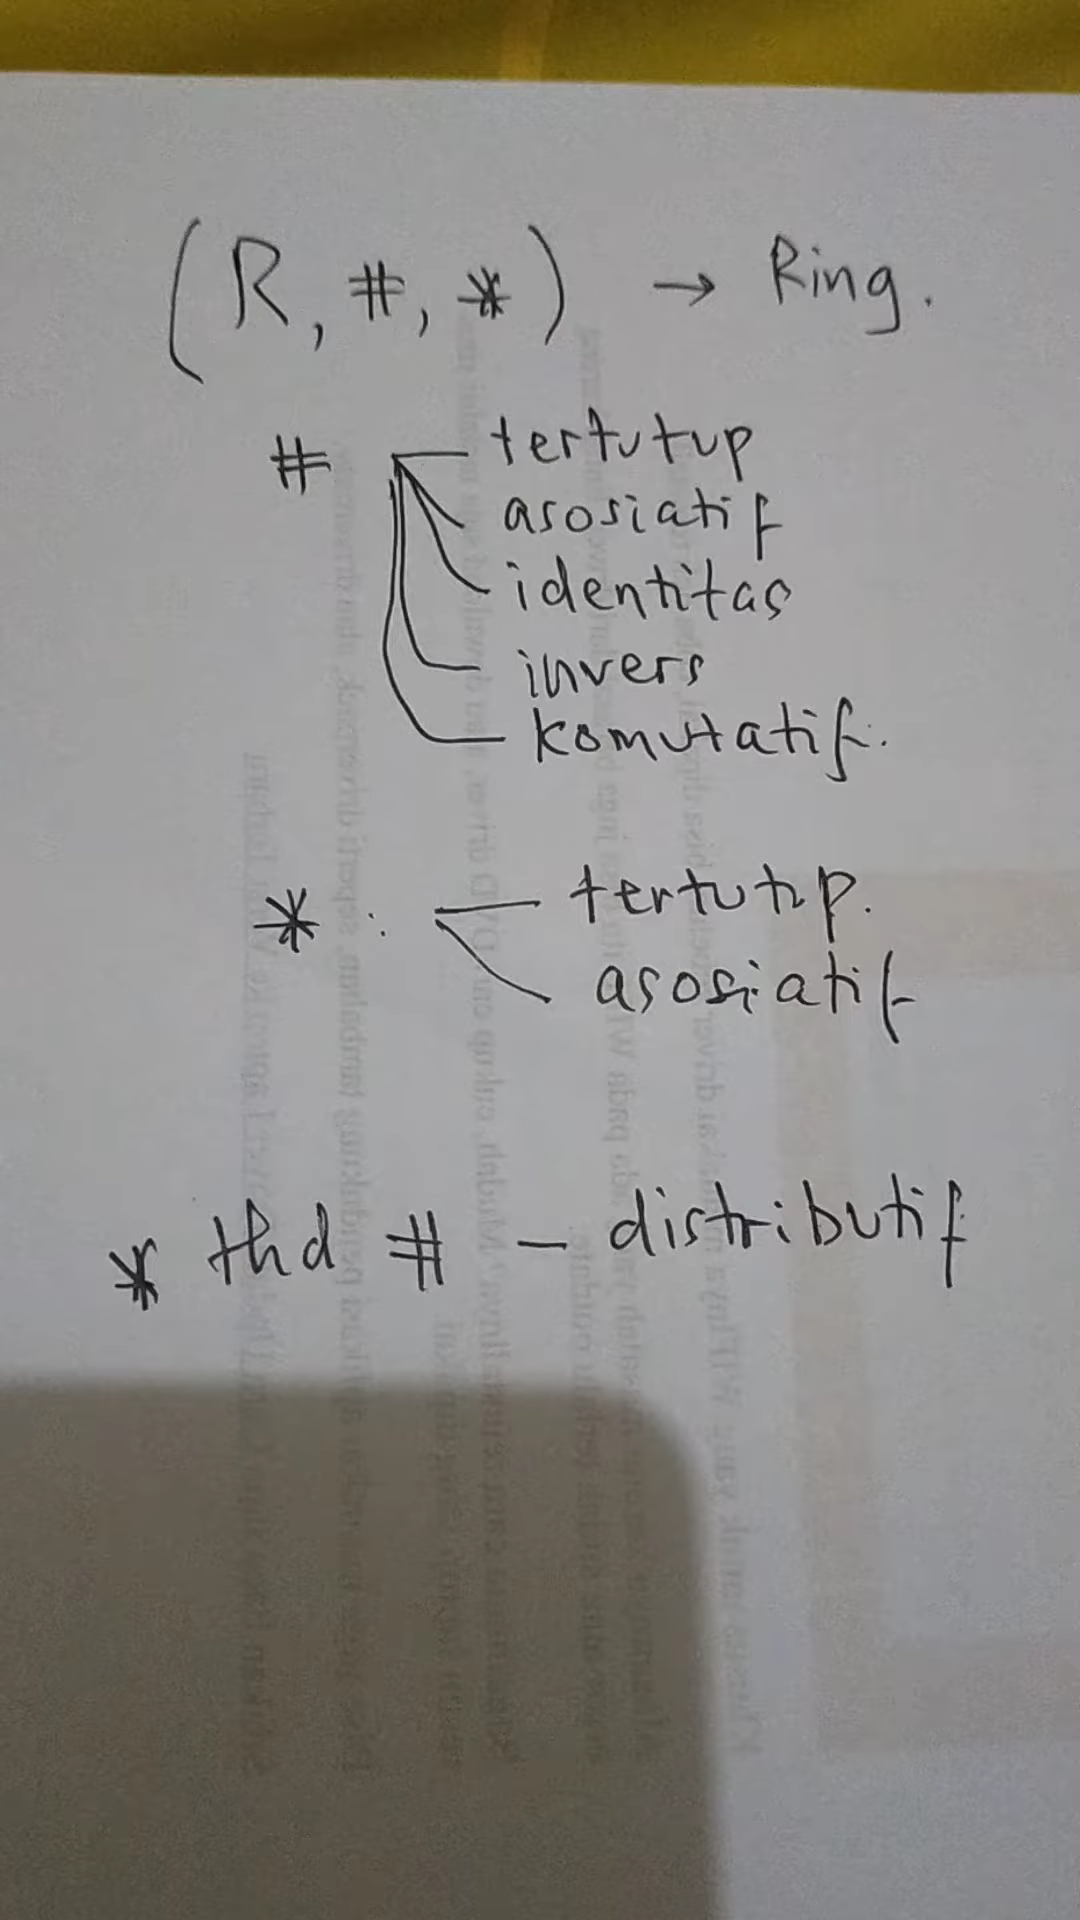 (R, #, *) → Ring.
# tertutup
asosiatif
identitas
invers
komutatif.
* : tertutup.
asosiatif
* thd # - distributif